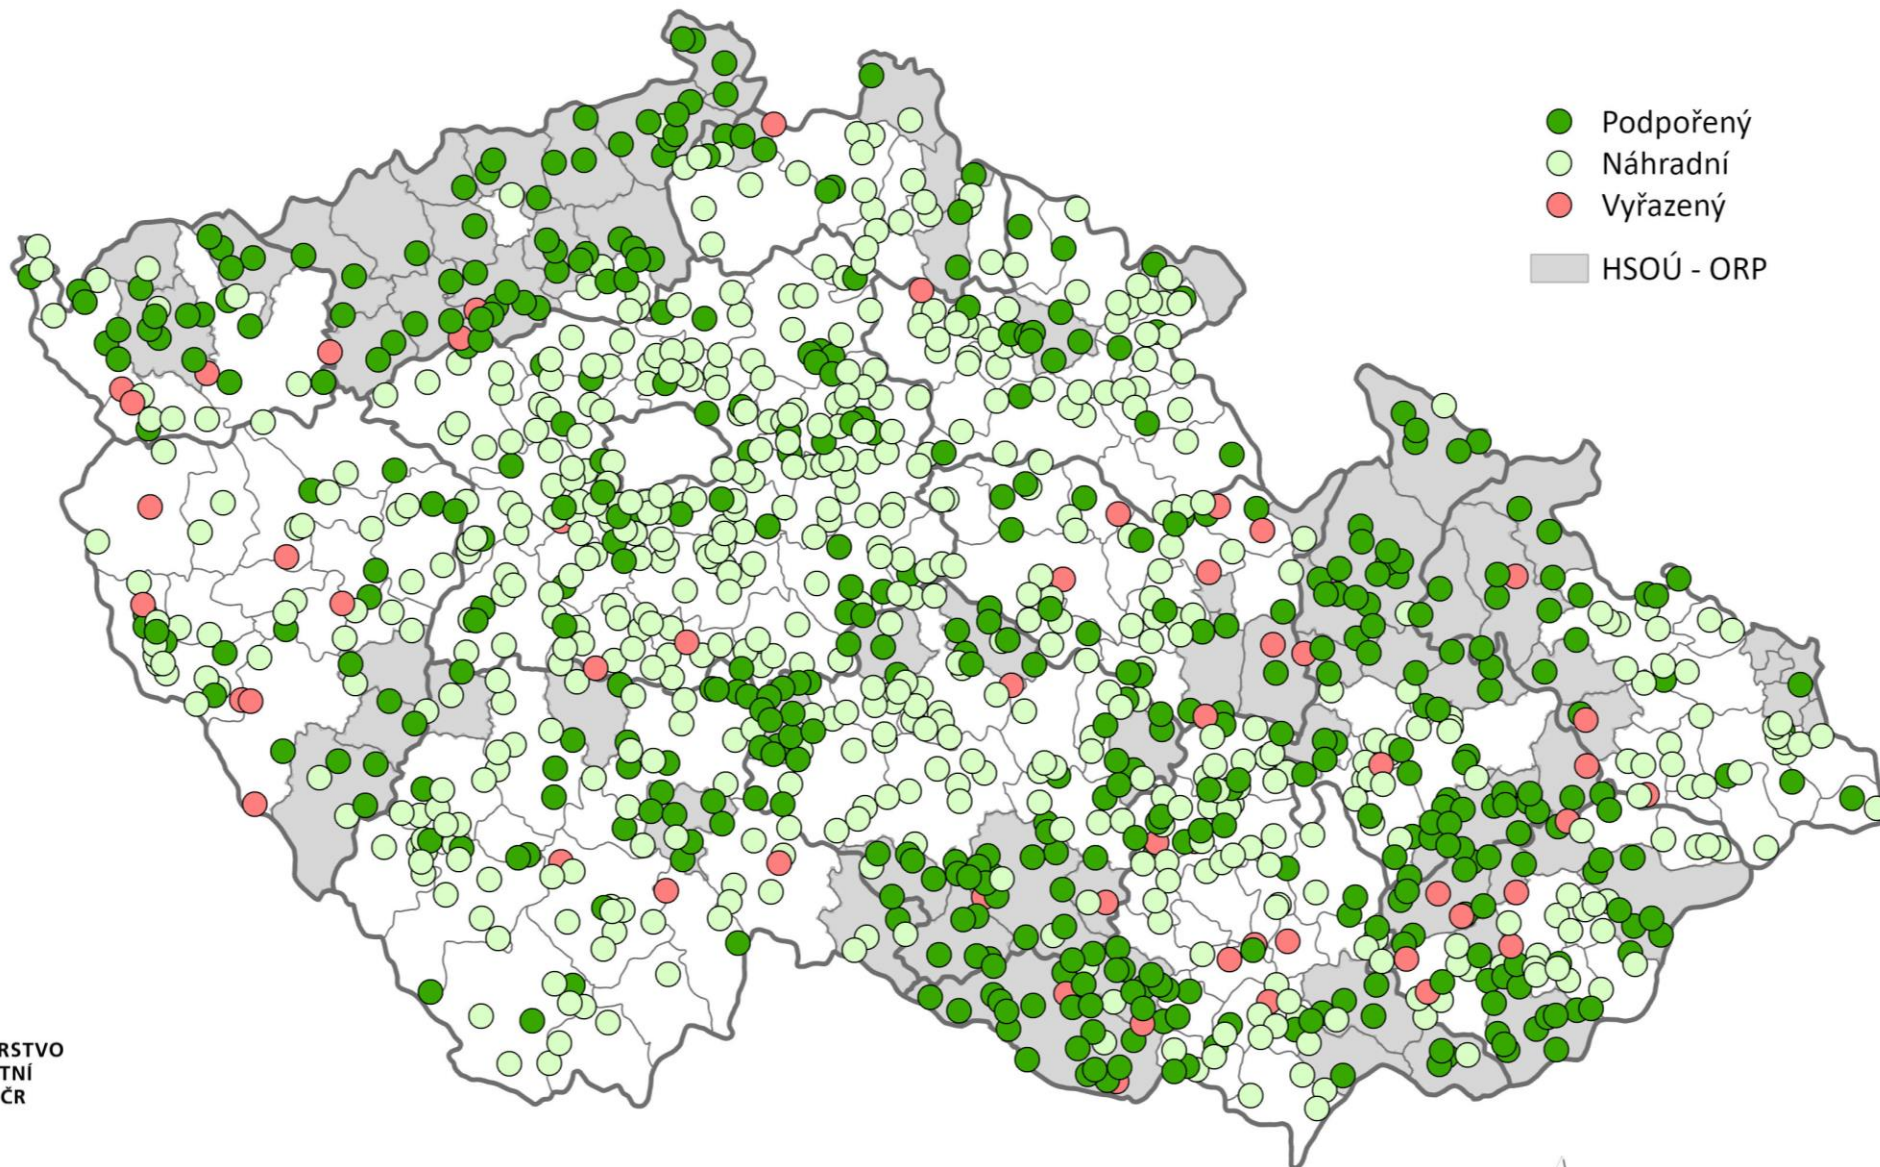 Podpořený
Náhradní
Vyřazený
HSOÚ - ORP
RSTVO
TNÍ
ČR